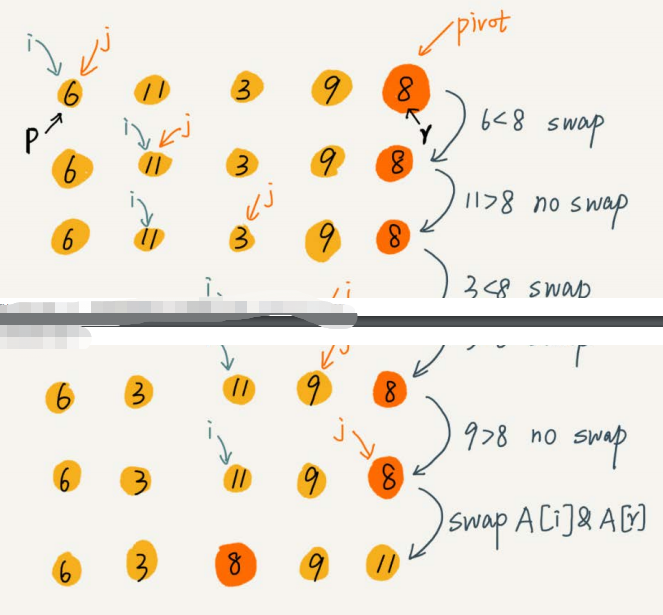 pivot
i j
6 11 3 9 8
p r
6<8 swap
i j
6 11 3 9 8
11>8 no swap
i j
6 11 3 9 8
3<8 swap
i j
6 3 11 9 8
9>8 no swap
i j
6 3 11 9 8
swap A[i]&A[r]
6 3 8 9 11